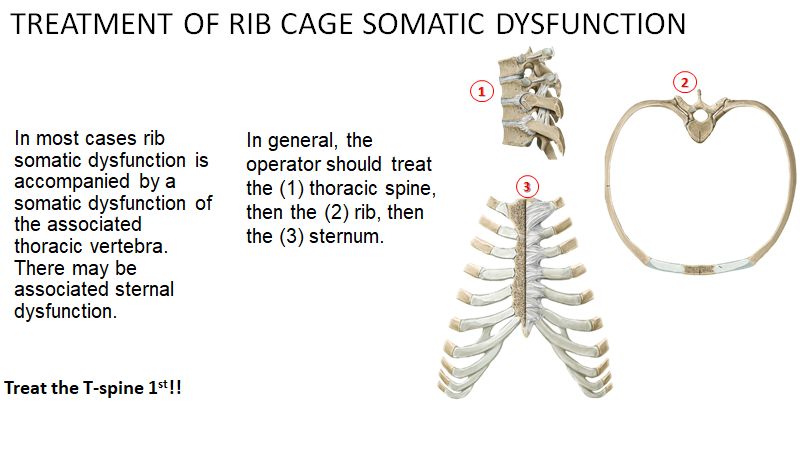 TREATMENT OF RIB CAGE SOMATIC DYSFUNCTION
In most cases rib
somatic dysfunction is
accompanied by a
somatic dysfunction of
the associated
thoracic vertebra.
There may be
associated sternal
dysfunction.
In general, the
operator should treat
the (1) thoracic spine,
then the (2) rib, then
the (3) sternum.
1
2
3
Treat the T-spine 1st!!